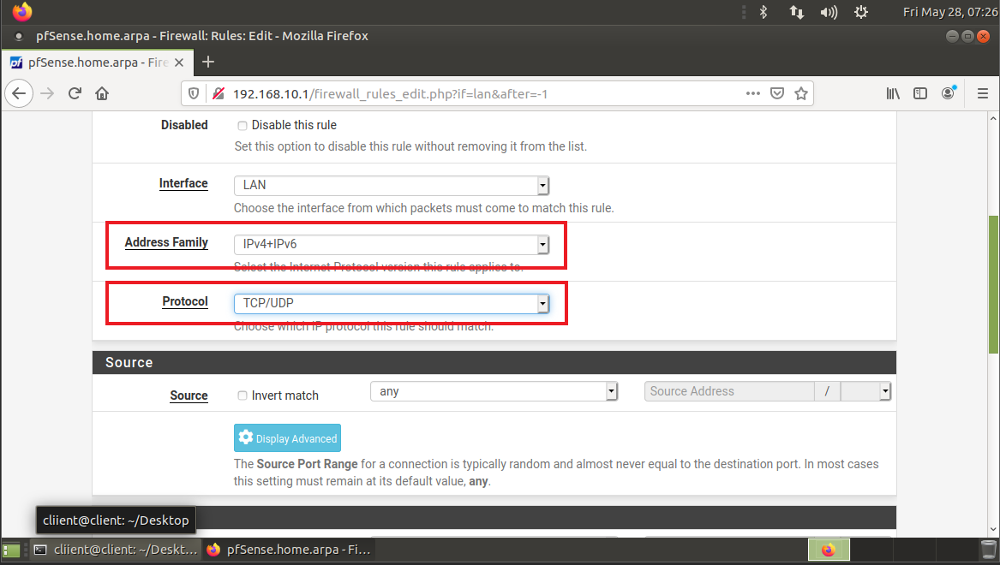 Fri May 28, 07:26
pfSense.home.arpa - Firewall: Rules: Edit - Mozilla Firefox
pf pfSense.home.arpa - Fire
192.168.10.1/firewall_rules_edit.php?if=lan&after=-1
Disabled
Disable this rule
Set this option to disable this rule without removing it from the list.
Interface
LAN
Choose the interface from which packets must come to match this rule.
Address Family
IPv4+IPv6
Select the Internet Protocol version this rule applies to.
Protocol
TCP/UDP
Choose which IP protocol this rule should match.
Source
Source
Invert match
any
Source Address
/
Display Advanced
The Source Port Range for a connection is typically random and almost never equal to the destination port. In most cases
this setting must remain at its default value, any.
cliient@client: ~/Desktop
cliient@client: ~/Deskt...
pfSense.home.arpa - Fi...